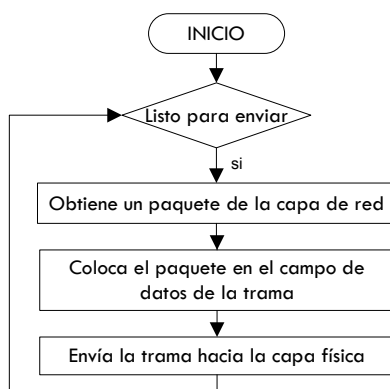 INICIO
Listo para enviar
si
Obtiene un paquete de la capa de red
Coloca el paquete en el campo de
datos de la trama
Envía la trama hacia la capa física